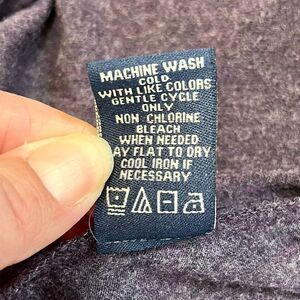 MACHINE WASH
COLD
WITH LIKE COLORS
GENTLE CYCLE
ONLY
NON CHLORINE
BLEACH
WHEN NEEDED
AY FLAT TO DRY
COOL IRON IF
NECESSARY